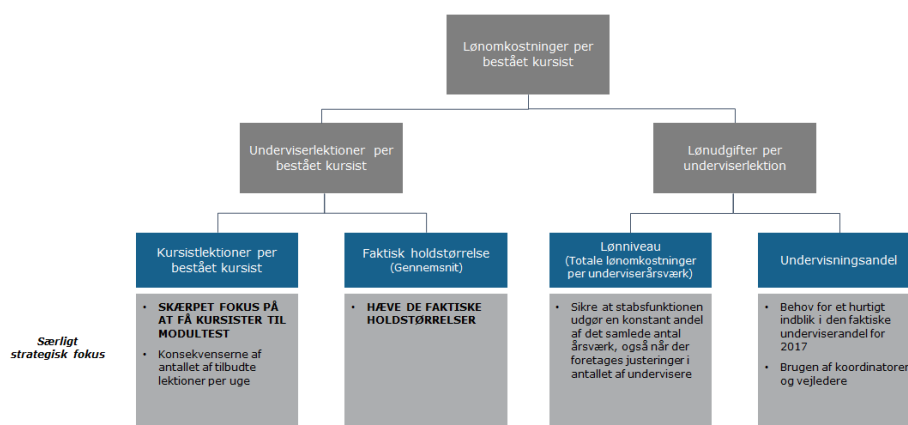 Lønomkostninger per
bestået kursist
Underviserlektioner per
bestået kursist
Lønudgifter per
underviserlektion
Kursistlektioner per
bestået kursist
Faktisk holdstørrelse
(Gennemsnit)
Lønniveau
(Totale lønomkostninger
per underviserårsværk)
Undervisningsandel
Særligt
strategisk fokus
• SKÆRPET FOKUS PÅ
AT FÅ KURSISTER TIL
MODULTEST
• Konsekvenserne af
antallet af tilbudte
lektioner per uge
• HÆVE DE FAKTISKE
HOLDSTØRRELSER
• Sikre at stabsfunktionen
udgør en konstant andel
af det samlede antal
årsværk, også når der
foretages justeringer i
antallet af undervisere
• Behov for et hurtigt
indblik i den faktiske
underviserandel for
2017
• Brugen af koordinatorer
og vejledere